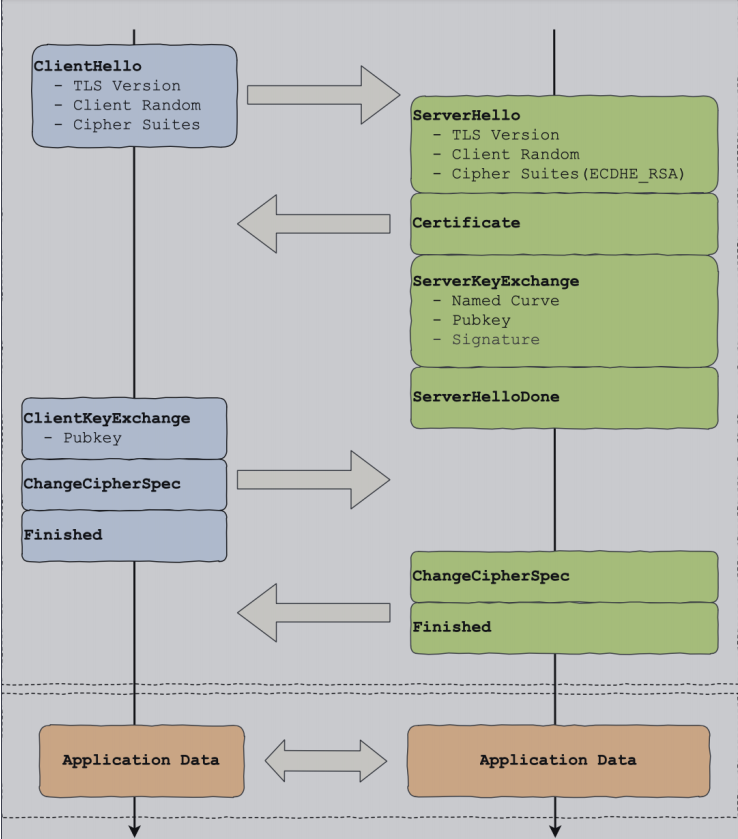 ClientHello
- TLS Version
- Client Random
- Cipher Suites
ServerHello
- TLS Version
- Client Random
- Cipher Suites(ECDHE_RSA)
Certificate
ServerKeyExchange
- Named Curve
- Pubkey
- Signature
ServerHelloDone
ClientKeyExchange
- Pubkey
ChangeCipherSpec
Finished
ChangeCipherSpec
Finished
Application Data
Application Data